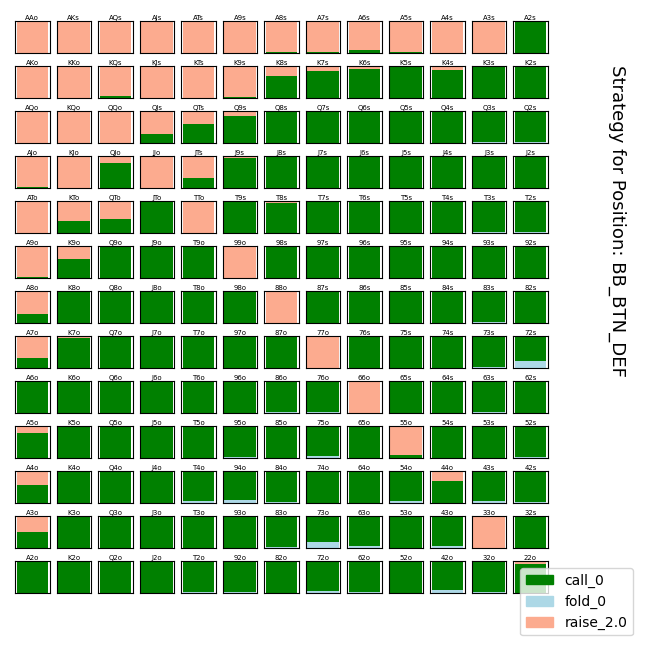 AAo AKs AQs AJs ATs A9s A8s A7s A6s A5s A4s A3s A2s
AKo KKo KQs KJs KTs K9s K8s K7s K6s K5s K4s K3s K2s
AQo KQo QQo QJs QTs Q9s Q8s Q7s Q6s Q5s Q4s Q3s Q2s
AJo KJo QJo JJo JTs J9s J8s J7s J6s J5s J4s J3s J2s
ATo KTo QTo JTo TTo T9s T8s T7s T6s T5s T4s T3s T2s
A9o K9o Q9o J9o T9o 99o 98s 97s 96s 95s 94s 93s 92s
A8o K8o Q8o J8o T8o 98o 88o 87s 86s 85s 84s 83s 82s
A7o K7o Q7o J7o T7o 97o 87o 77o 76s 75s 74s 73s 72s
A6o K6o Q6o J6o T6o 96o 86o 76o 66o 65s 64s 63s 62s
A5o K5o Q5o J5o T5o 95o 85o 75o 65o 55o 54s 53s 52s
A4o K4o Q4o J4o T4o 94o 84o 74o 64o 54o 44o 43s 42s
A3o K3o Q3o J3o T3o 93o 83o 73o 63o 53o 43o 33o 32s
A2o K2o Q2o J2o T2o 92o 82o 72o 62o 52o 42o 32o 22o
Strategy for Position: BB_BTN_DEF
call_0
fold_0
raise_2.0